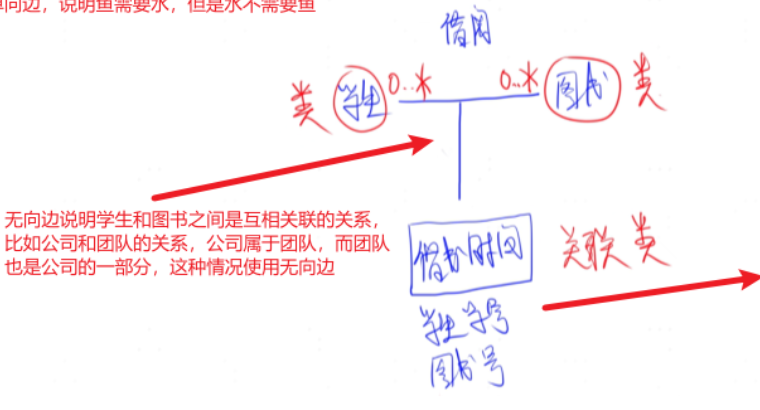 单向边，说明鱼需要水，但是水不需要鱼
借阅
类 学生 0..* 0..* 图书 类
无向边说明学生和图书之间是互相关联的关系，
比如公司和团队的关系，公司属于团队，而团队
也是公司的一部分，这种情况使用无向边
借书时间 关联类
学生学号
图书号